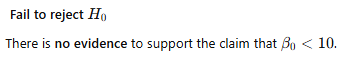 Fail to reject H₀
There is no evidence to support the claim that β₀ < 10.